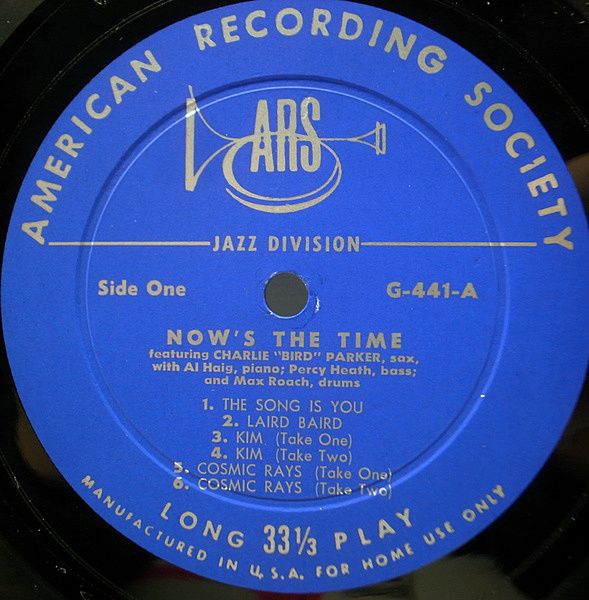 AMERICAN RECORDING SOCIETY
ARS
JAZZ DIVISION
Side One
G-441-A
NOW'S THE TIME
featuring CHARLIE "BIRD" PARKER, sax,
with Al Haig, piano; Percy Heath, bass;
and Max Roach, drums
1. THE SONG IS YOU
2. LAIRD BAIRD
3. KIM (Take One)
4. KIM (Take Two)
5. COSMIC RAYS (Take One)
6. COSMIC RAYS (Take Two)
LONG 33⅓ PLAY
MANUFACTURED IN U.S.A. FOR HOME USE ONLY